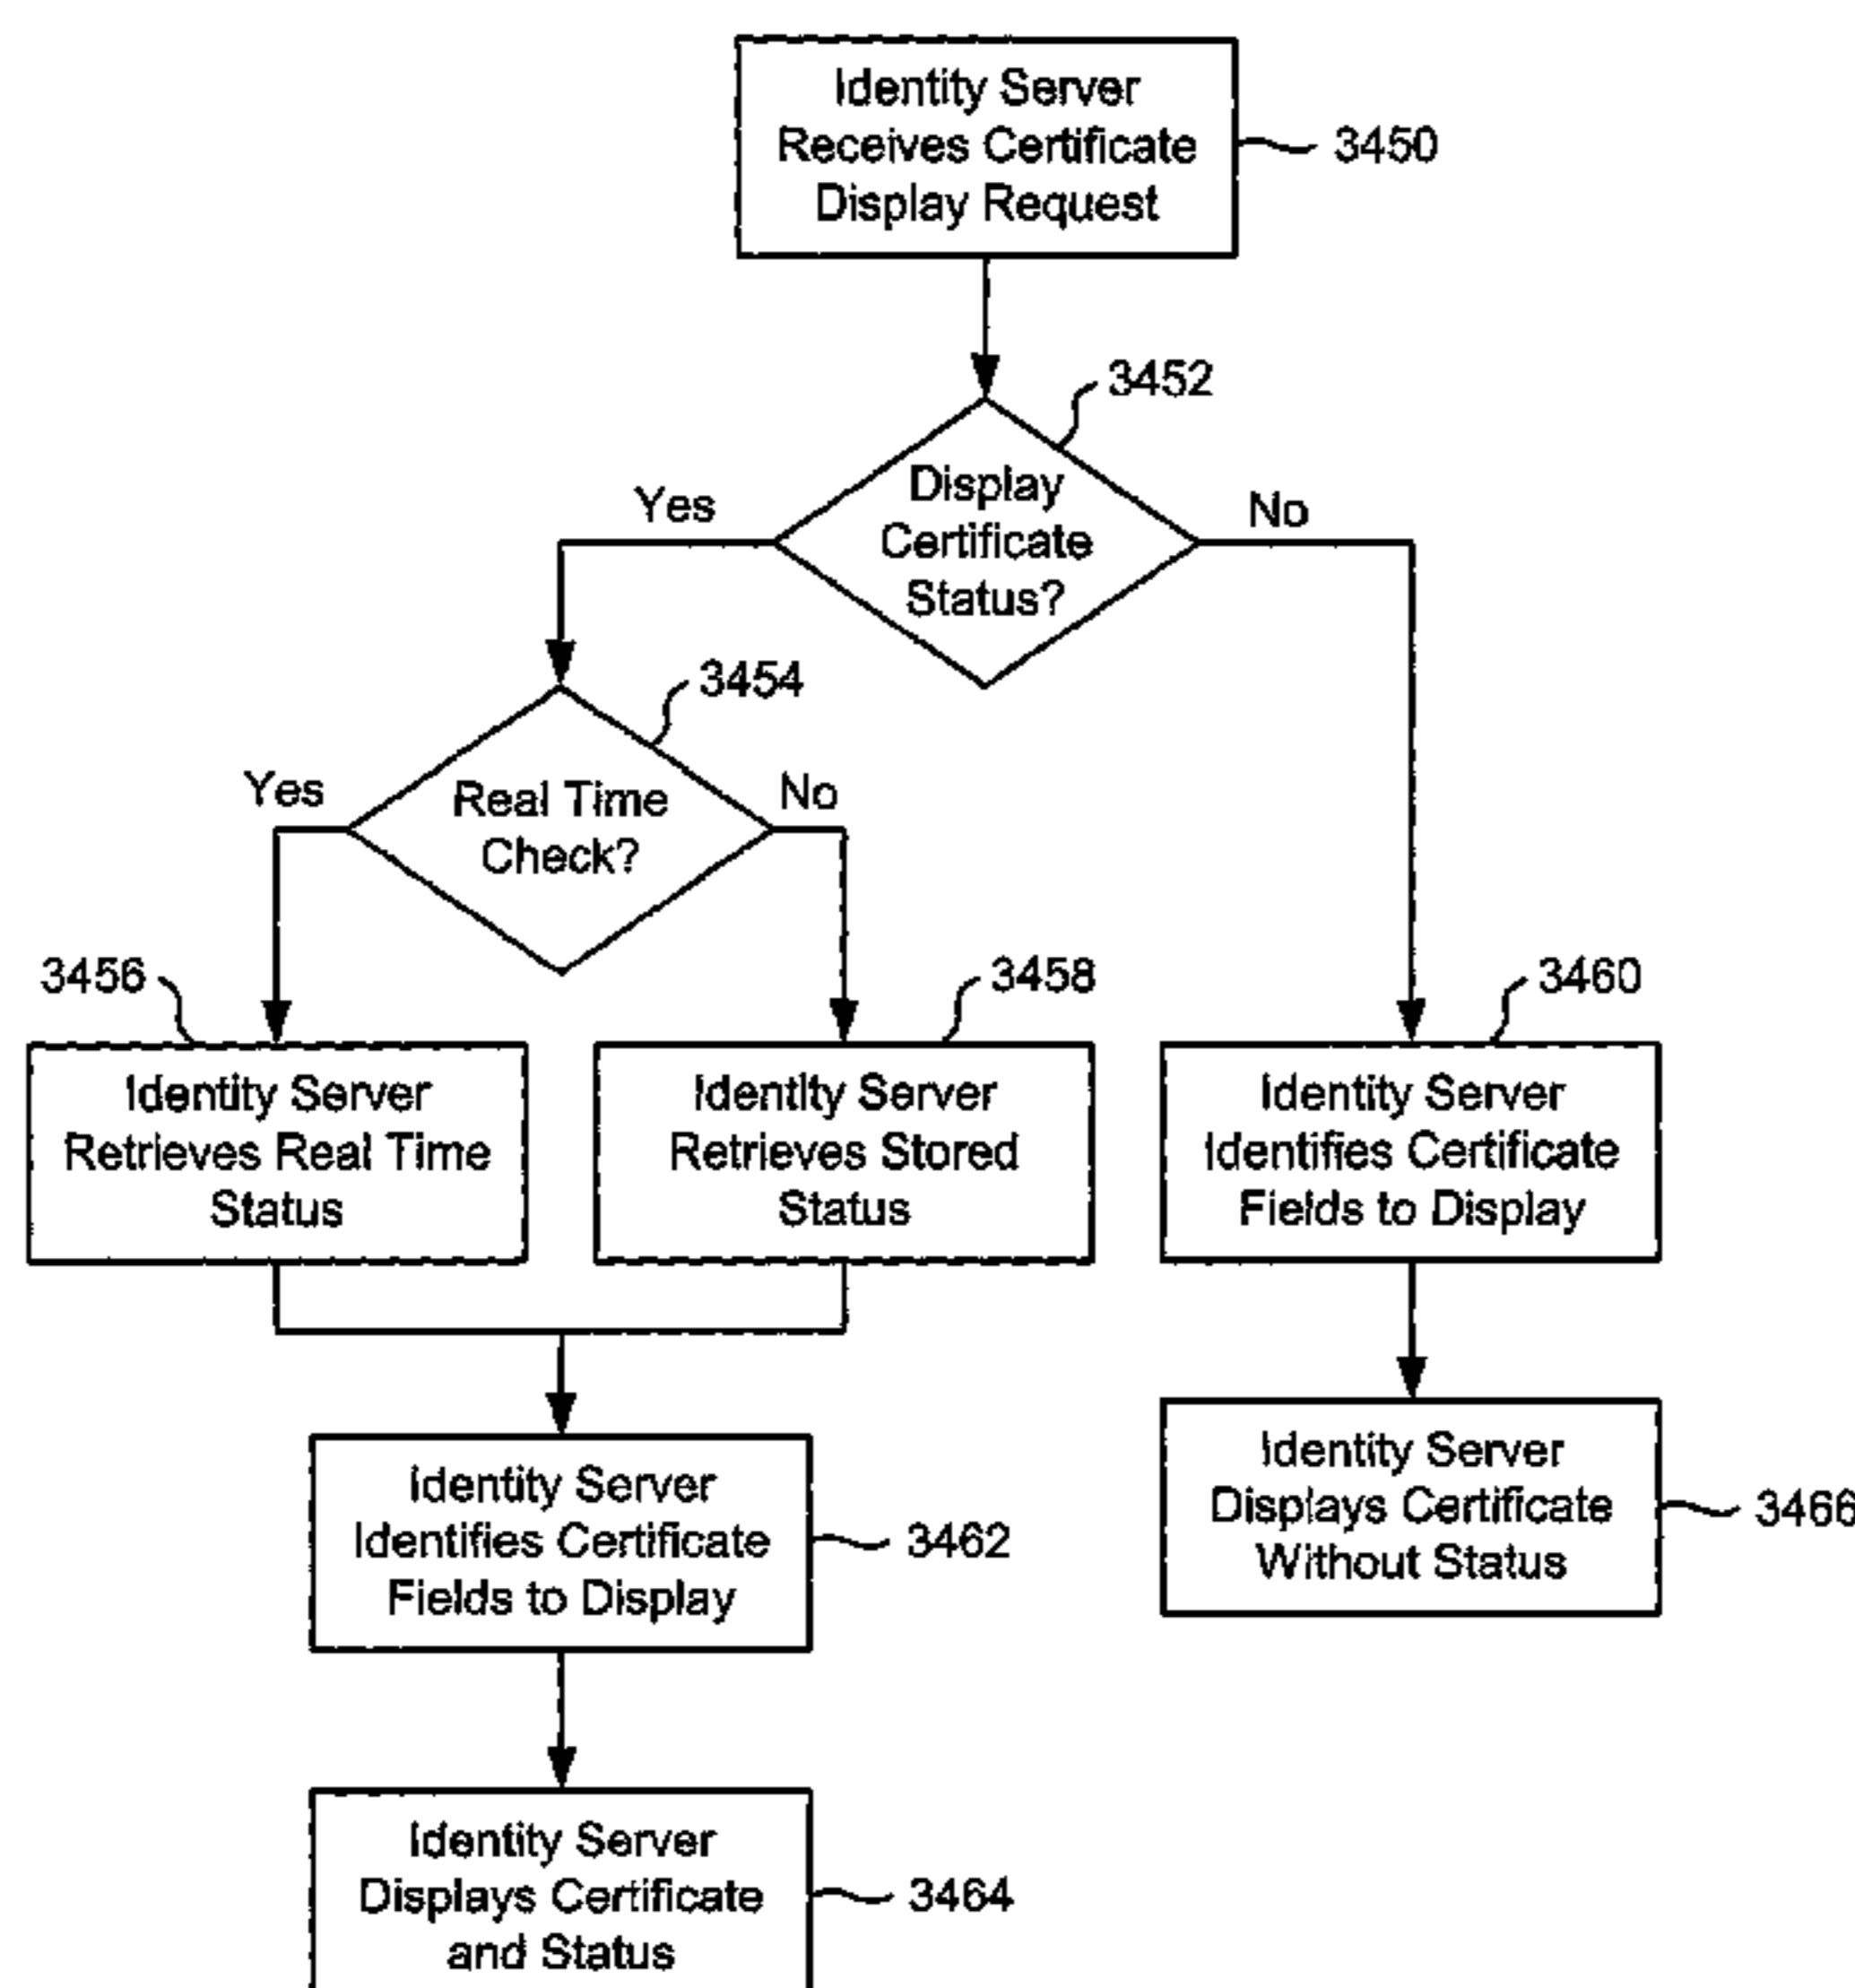 Identity Server
Receives Certificate
Display Request
3450
3452
Display
Certificate
Status?
Yes
No
3454
Real Time
Check?
Yes
No
3456
3458
3460
Identity Server
Retrieves Real Time
Status
Identity Server
Retrieves Stored
Status
Identity Server
Identifies Certificate
Fields to Display
Identity Server
Identifies Certificate
Fields to Display
3462
Identity Server
Displays Certificate
Without Status
3466
Identity Server
Displays Certificate
and Status
3464